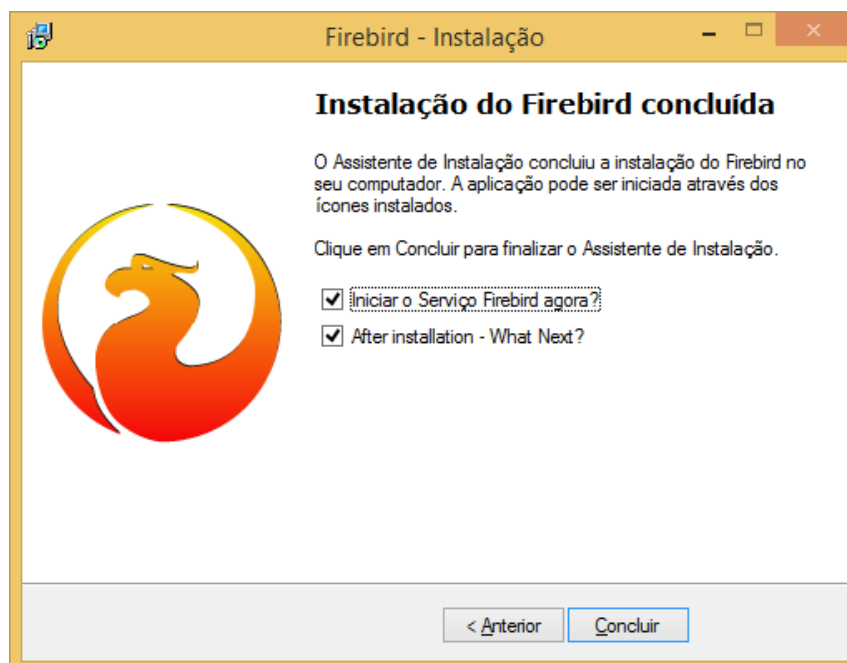 Firebird - Instalação
Instalação do Firebird concluída
O Assistente de Instalação concluiu a instalação do Firebird no
seu computador. A aplicação pode ser iniciada através dos
ícones instalados.
Clique em Concluir para finalizar o Assistente de Instalação.
Iniciar o Serviço Firebird agora?
After installation - What Next?
< Anterior Concluir